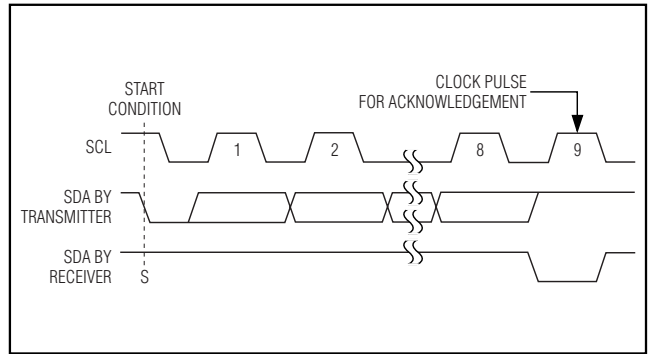 START
CONDITION
CLOCK PULSE
FOR ACKNOWLEDGEMENT
SCL
1
2
8
9
SDA BY
TRANSMITTER
SDA BY
RECEIVER
S